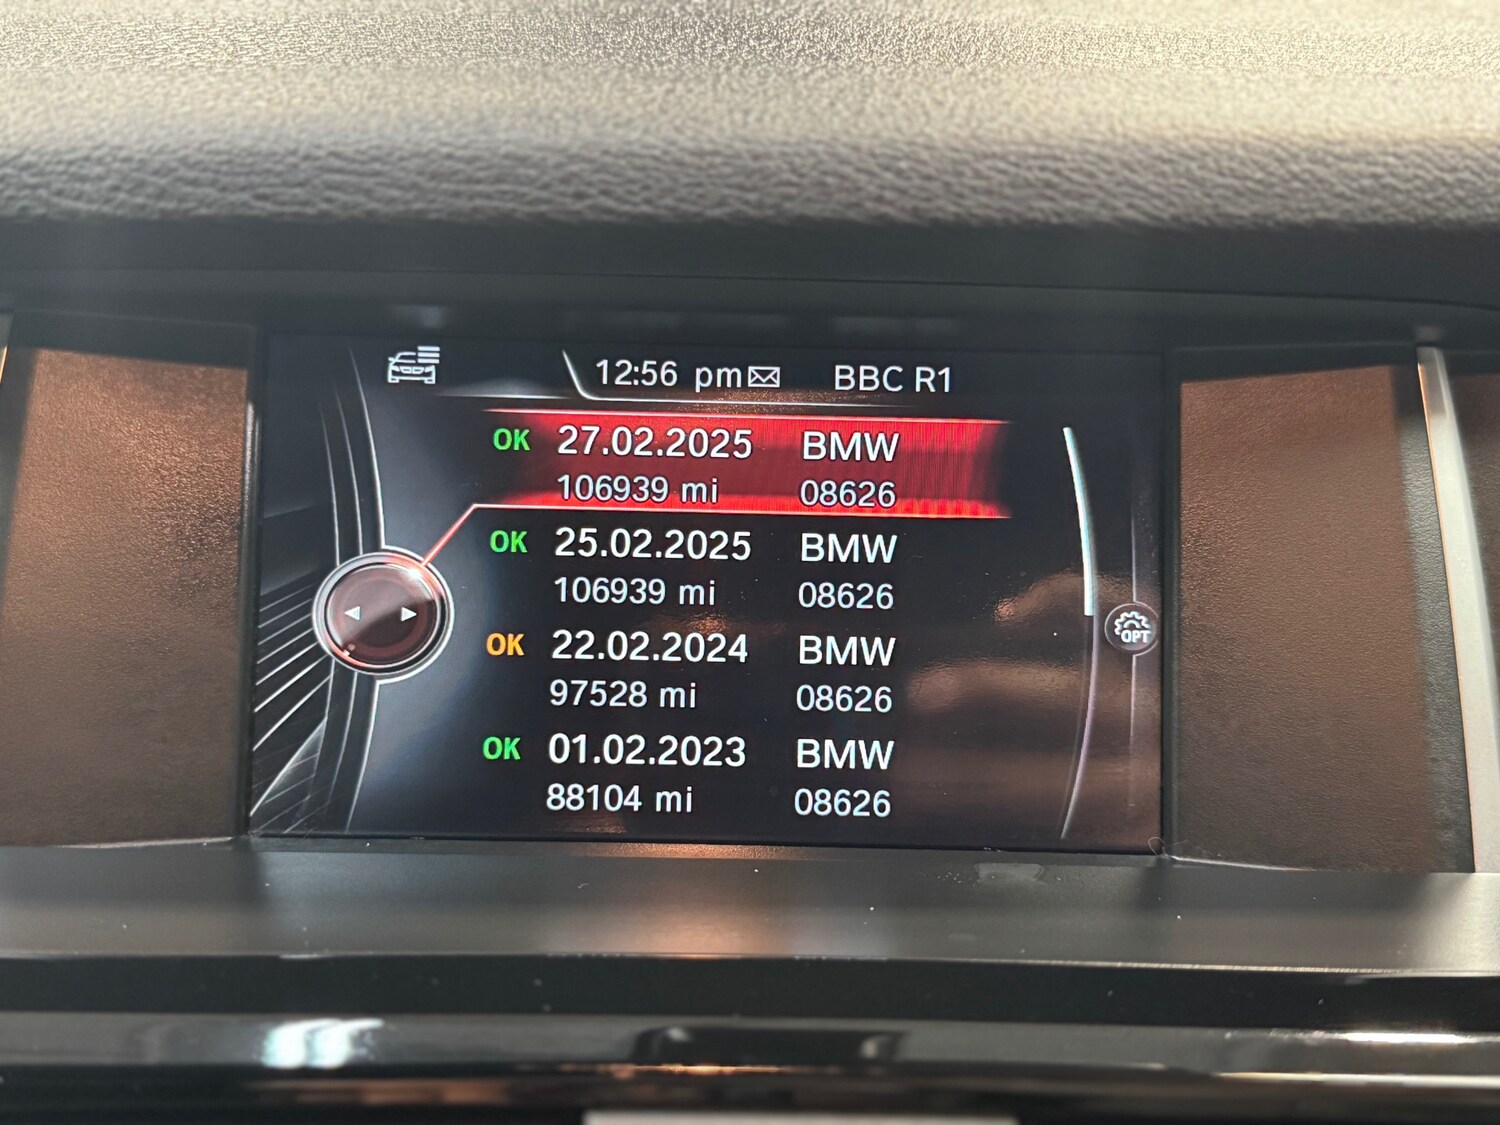 12:56 pm BBC R1
OK 27.02.2025 BMW
106939 mi 08626
OK 25.02.2025 BMW
106939 mi 08626
OK 22.02.2024 BMW
97528 mi 08626
OPT
OK 01.02.2023 BMW
88104 mi 08626